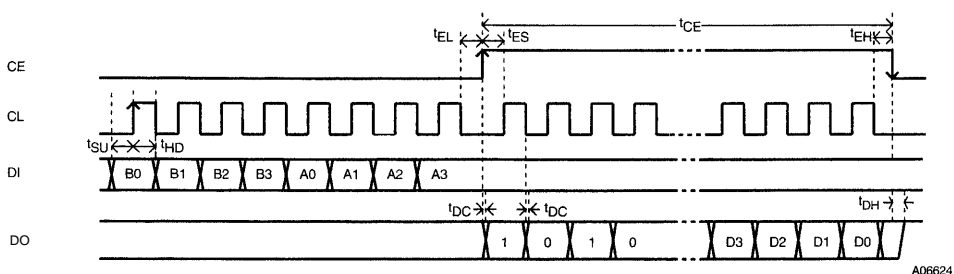 tCE
tEL tES tEH
CE
CL
tSU tHD
DI B0 B1 B2 B3 A0 A1 A2 A3
tDC tDC tDH
DO 1 0 1 0 D3 D2 D1 D0
A06624